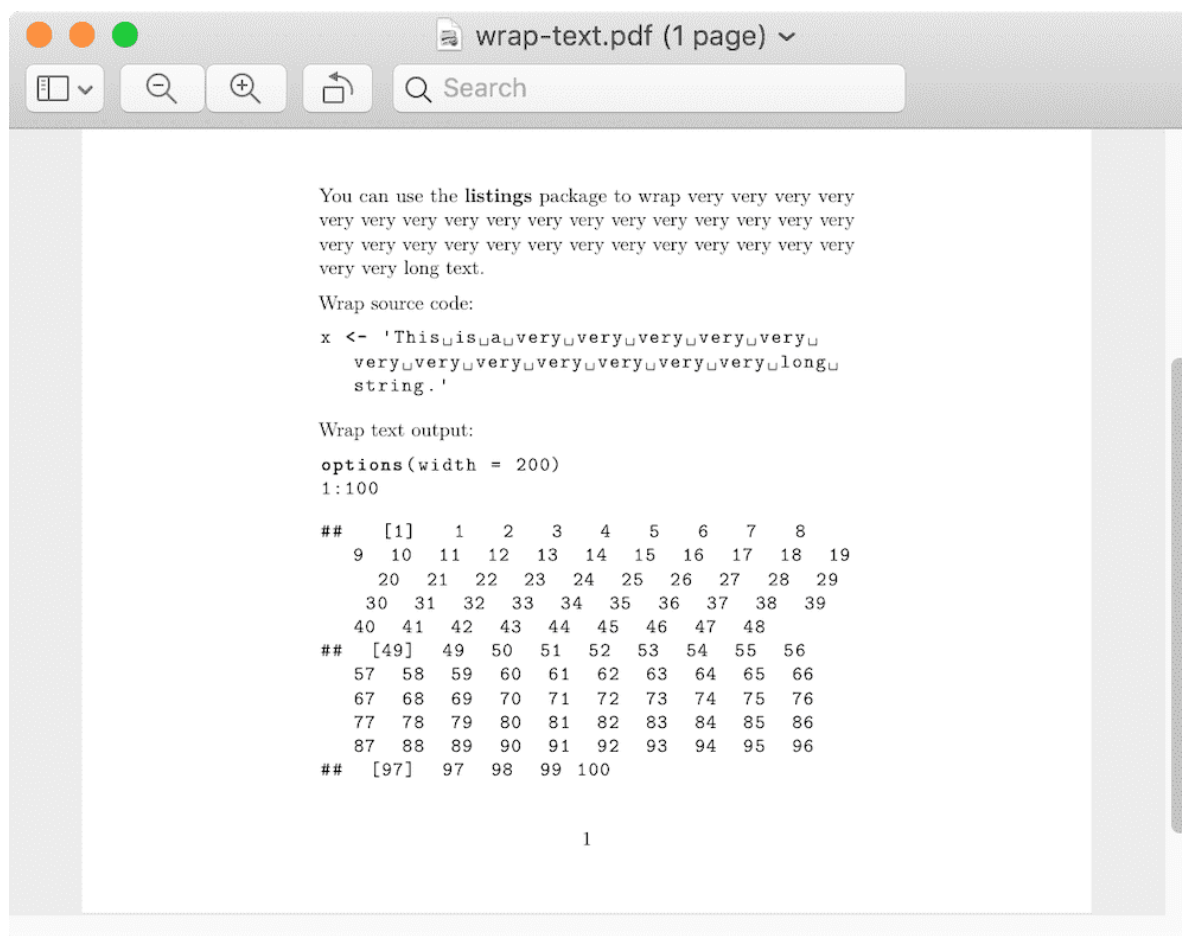 wrap-text.pdf (1 page)
Search
You can use the listings package to wrap very very very very
very very very very very very very very very very very very very
very very very very very very very very very very very very very
very very long text.
Wrap source code:
x <- 'This␣is␣a␣very␣very␣very␣very␣very␣
very␣very␣very␣very␣very␣very␣very␣long␣
string.'
Wrap text output:
options(width = 200)
1:100
## [1] 1 2 3 4 5 6 7 8
9 10 11 12 13 14 15 16 17 18 19
20 21 22 23 24 25 26 27 28 29
30 31 32 33 34 35 36 37 38 39
40 41 42 43 44 45 46 47 48
## [49] 49 50 51 52 53 54 55 56
57 58 59 60 61 62 63 64 65 66
67 68 69 70 71 72 73 74 75 76
77 78 79 80 81 82 83 84 85 86
87 88 89 90 91 92 93 94 95 96
## [97] 97 98 99 100
1